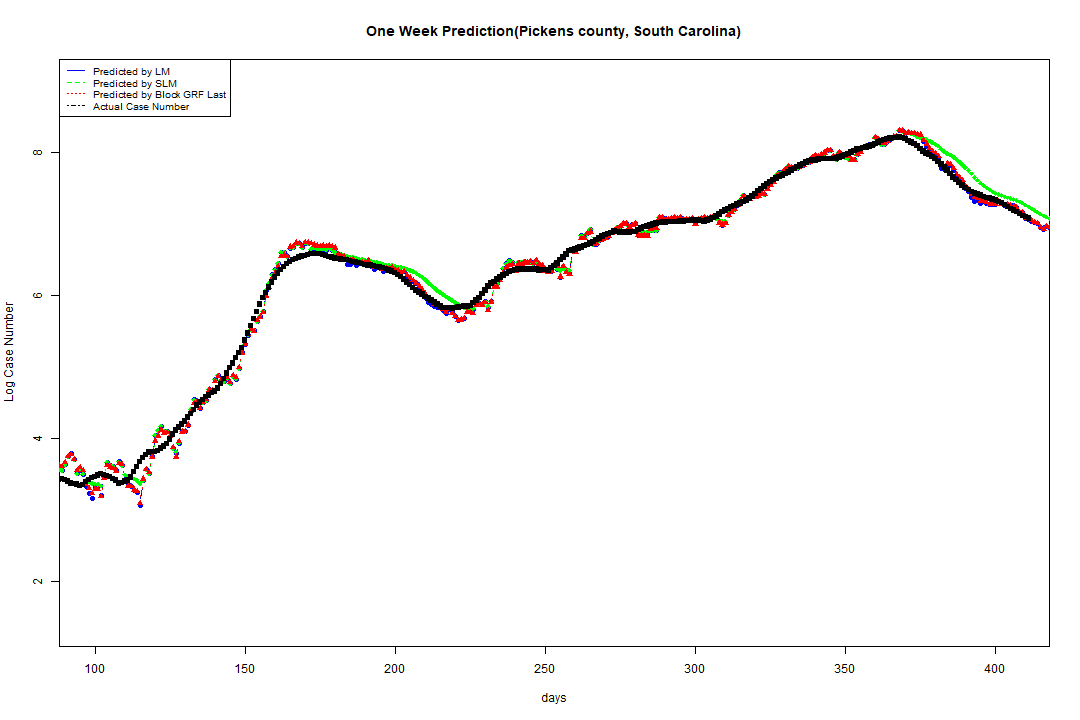 One Week Prediction(Pickens county, South Carolina)
Predicted by LM
Predicted by SLM
Predicted by Block GRF Last
Actual Case Number
Log Case Number
8
6
4
2
100 150 200 250 300 350 400
days